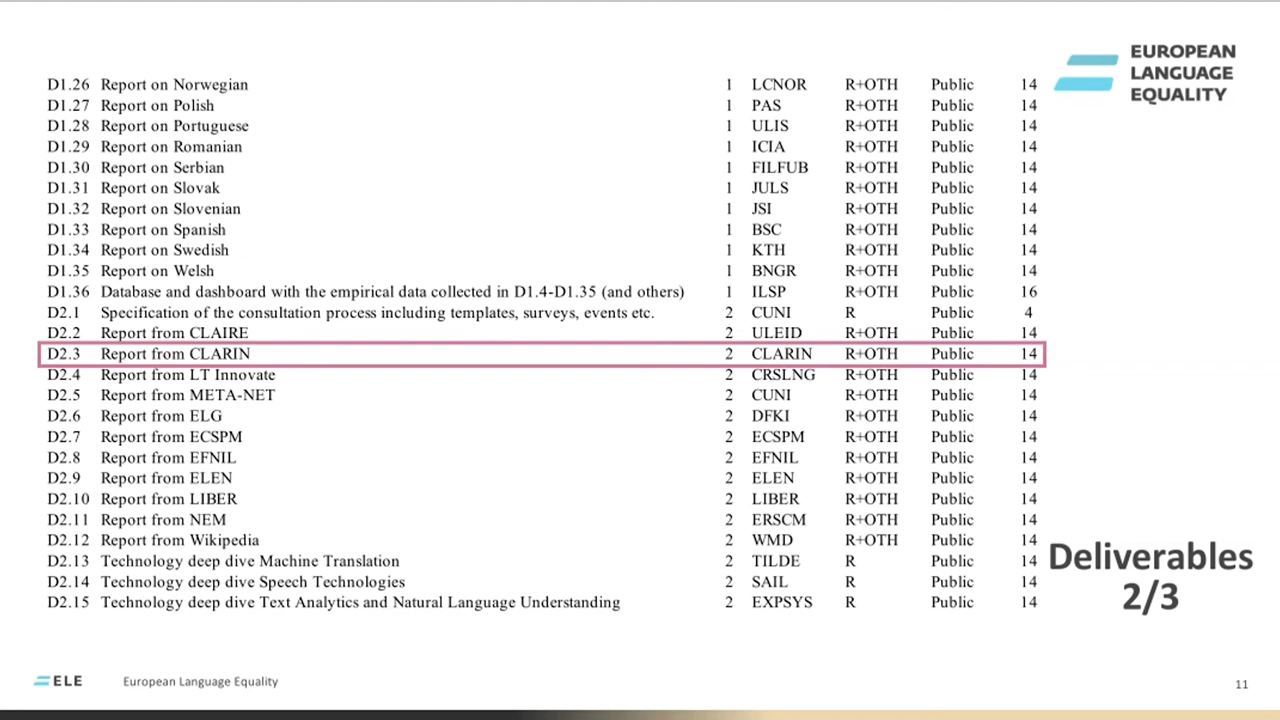 EUROPEAN
LANGUAGE
EQUALITY
D1.26 Report on Norwegian 1 LCNOR R+OTH Public 14
D1.27 Report on Polish 1 PAS R+OTH Public 14
D1.28 Report on Portuguese 1 ULIS R+OTH Public 14
D1.29 Report on Romanian 1 ICIA R+OTH Public 14
D1.30 Report on Serbian 1 FILFUB R+OTH Public 14
D1.31 Report on Slovak 1 JULS R+OTH Public 14
D1.32 Report on Slovenian 1 JSI R+OTH Public 14
D1.33 Report on Spanish 1 BSC R+OTH Public 14
D1.34 Report on Swedish 1 KTH R+OTH Public 14
D1.35 Report on Welsh 1 BNGR R+OTH Public 14
D1.36 Database and dashboard with the empirical data collected in D1.4-D1.35 (and others) 1 ILSP R+OTH Public 16
D2.1 Specification of the consultation process including templates, surveys, events etc. 2 CUNI R Public 4
D2.2 Report from CLAIRE 2 ULEID R+OTH Public 14
D2.3 Report from CLARIN 2 CLARIN R+OTH Public 14
D2.4 Report from LT Innovate 2 CRSLNG R+OTH Public 14
D2.5 Report from META-NET 2 CUNI R+OTH Public 14
D2.6 Report from ELG 2 DFKI R+OTH Public 14
D2.7 Report from ECSPM 2 ECSPM R+OTH Public 14
D2.8 Report from EFNIL 2 EFNIL R+OTH Public 14
D2.9 Report from ELEN 2 ELEN R+OTH Public 14
D2.10 Report from LIBER 2 LIBER R+OTH Public 14
D2.11 Report from NEM 2 ERSCM R+OTH Public 14
D2.12 Report from Wikipedia 2 WMD R+OTH Public 14
D2.13 Technology deep dive Machine Translation 2 TILDE R Public 14
D2.14 Technology deep dive Speech Technologies 2 SAIL R Public 14
D2.15 Technology deep dive Text Analytics and Natural Language Understanding 2 EXPSYS R Public 14
Deliverables
2/3
ELE European Language Equality 11